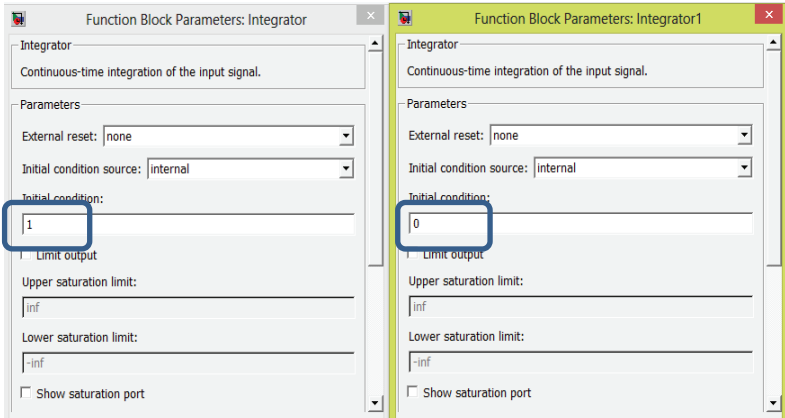 Function Block Parameters: Integrator
Integrator
Continuous-time integration of the input signal.
Parameters
External reset: none
Initial condition source: internal
Initial condition:
1
Limit output
Upper saturation limit:
inf
Lower saturation limit:
-inf
Show saturation port
Function Block Parameters: Integrator1
Integrator
Continuous-time integration of the input signal.
Parameters
External reset: none
Initial condition source: internal
Initial condition:
0
Limit output
Upper saturation limit:
inf
Lower saturation limit:
-inf
Show saturation port